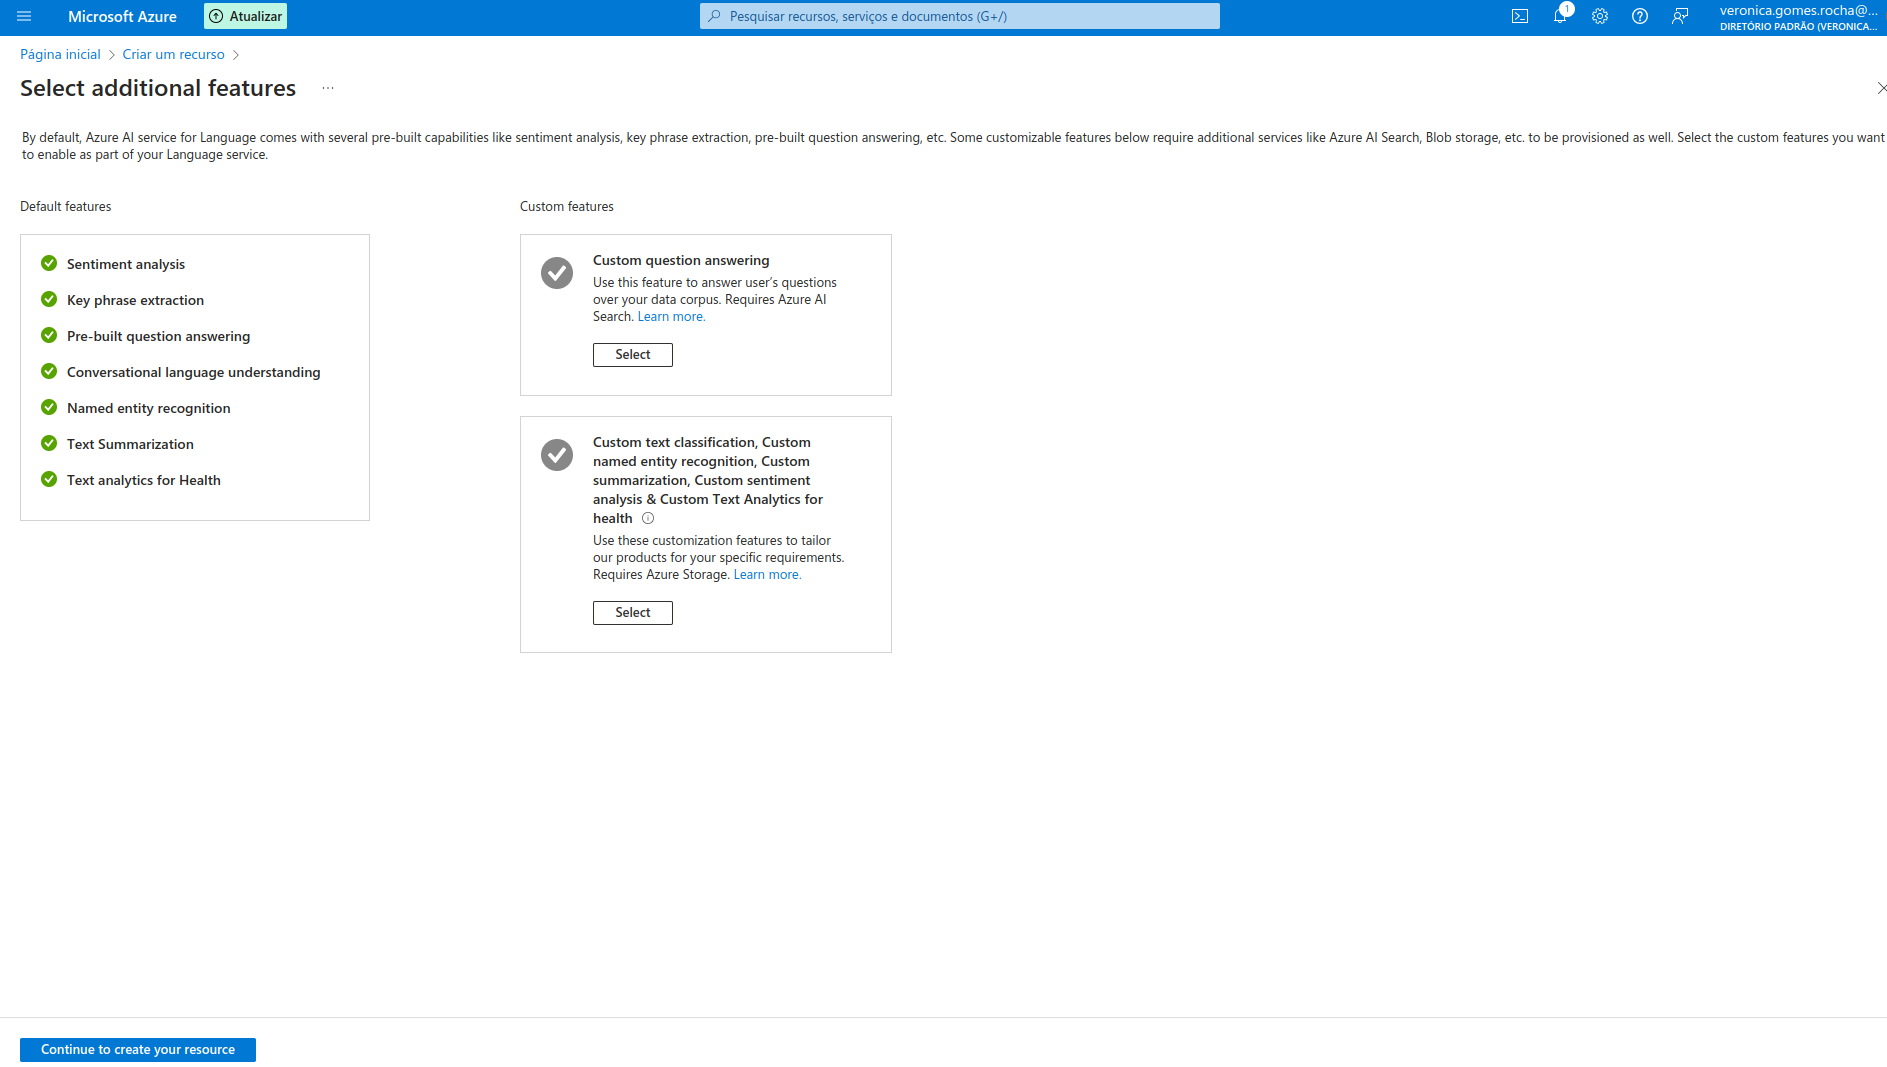 Microsoft Azure
Atualizar
Pesquisar recursos, serviços e documentos (G+/)
1
veronica.gomes.rocha@...
DIRETÓRIO PADRÃO (VERONICA...
Página inicial > Criar um recurso >
Select additional features ...
By default, Azure AI service for Language comes with several pre-built capabilities like sentiment analysis, key phrase extraction, pre-built question answering, etc. Some customizable features below require additional services like Azure AI Search, Blob storage, etc. to be provisioned as well. Select the custom features you want
to enable as part of your Language service.
Default features
Sentiment analysis
Key phrase extraction
Pre-built question answering
Conversational language understanding
Named entity recognition
Text Summarization
Text analytics for Health
Custom features
Custom question answering
Use this feature to answer user's questions
over your data corpus. Requires Azure AI
Search. Learn more.
Select
Custom text classification, Custom
named entity recognition, Custom
summarization, Custom sentiment
analysis & Custom Text Analytics for
health
Use these customization features to tailor
our products for your specific requirements.
Requires Azure Storage. Learn more.
Select
Continue to create your resource